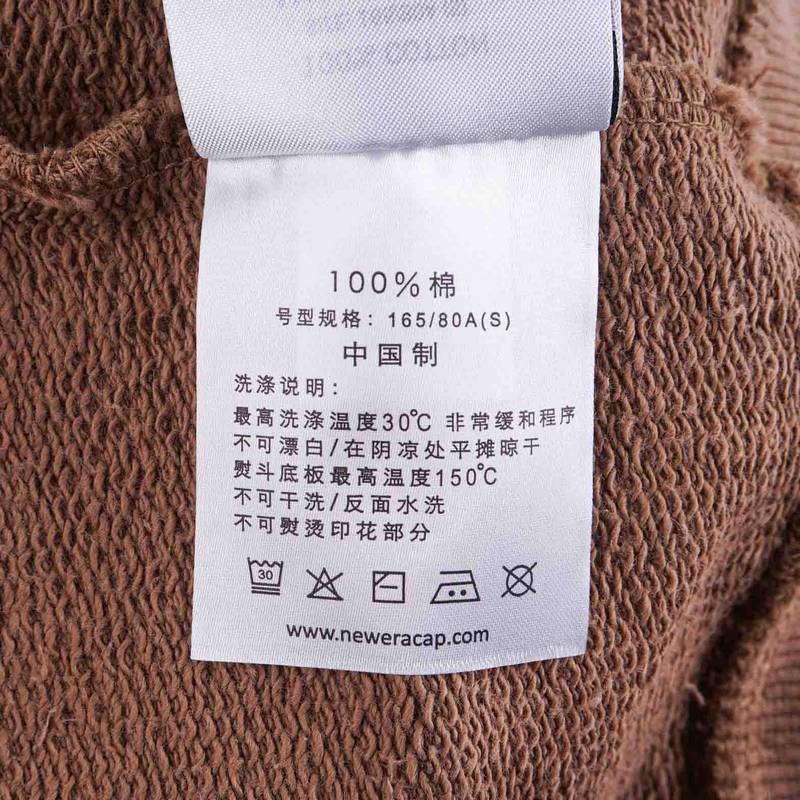 100%棉
号型规格：165/80A(S)
中国制
洗涤说明：
最高洗涤温度30℃ 非常缓和程序
不可漂白/在阴凉处平摊晾干
熨斗底板最高温度150℃
不可干洗/反面水洗
不可熨烫印花部分
30
www.neweracap.com